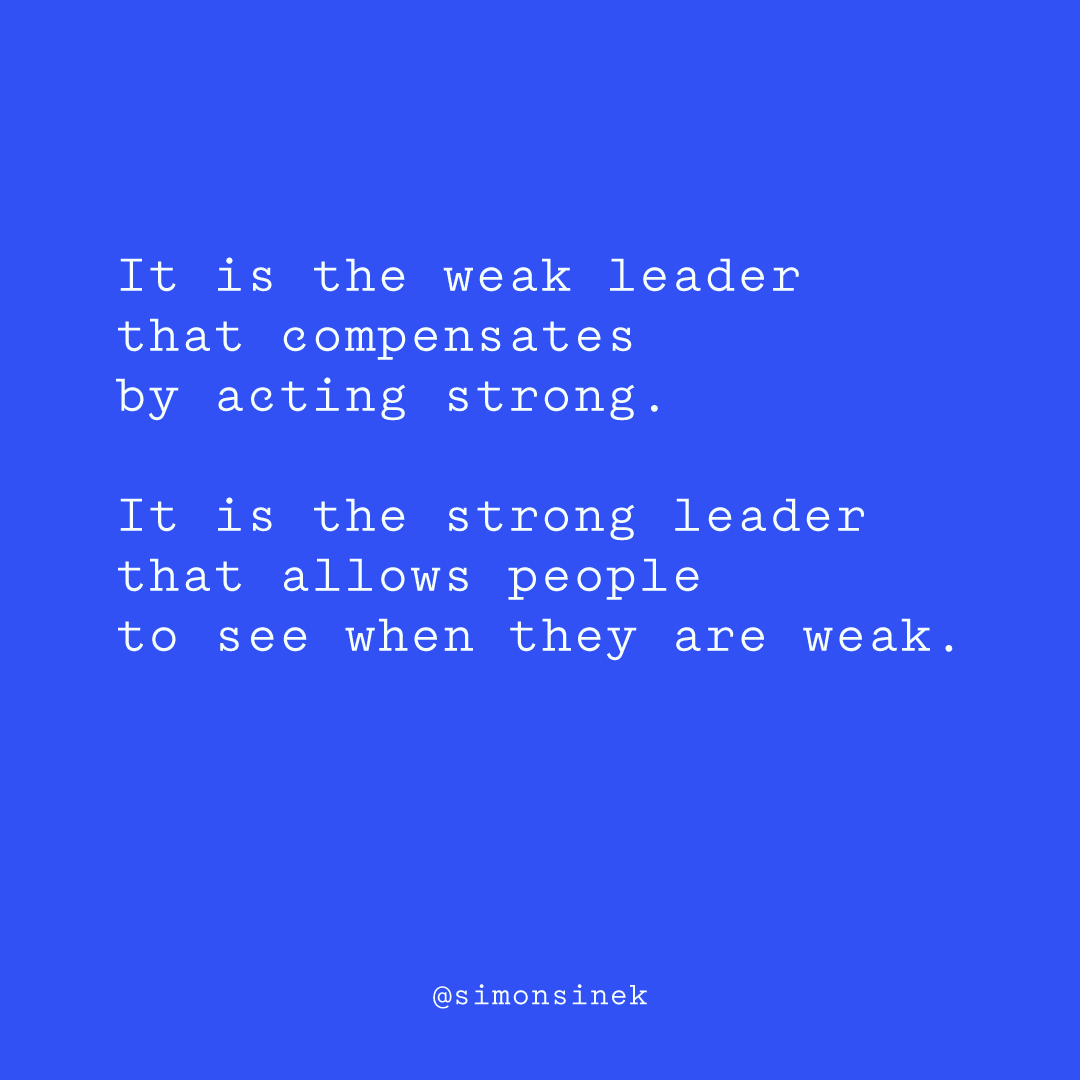 It is the weak leader
that compensates
by acting strong.
It is the strong leader
that allows people
to see when they are weak.
@simonsinek